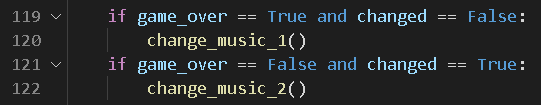 119 if game_over == True and changed == False:
120 change_music_1()
121 if game_over == False and changed == True:
122 change_music_2()